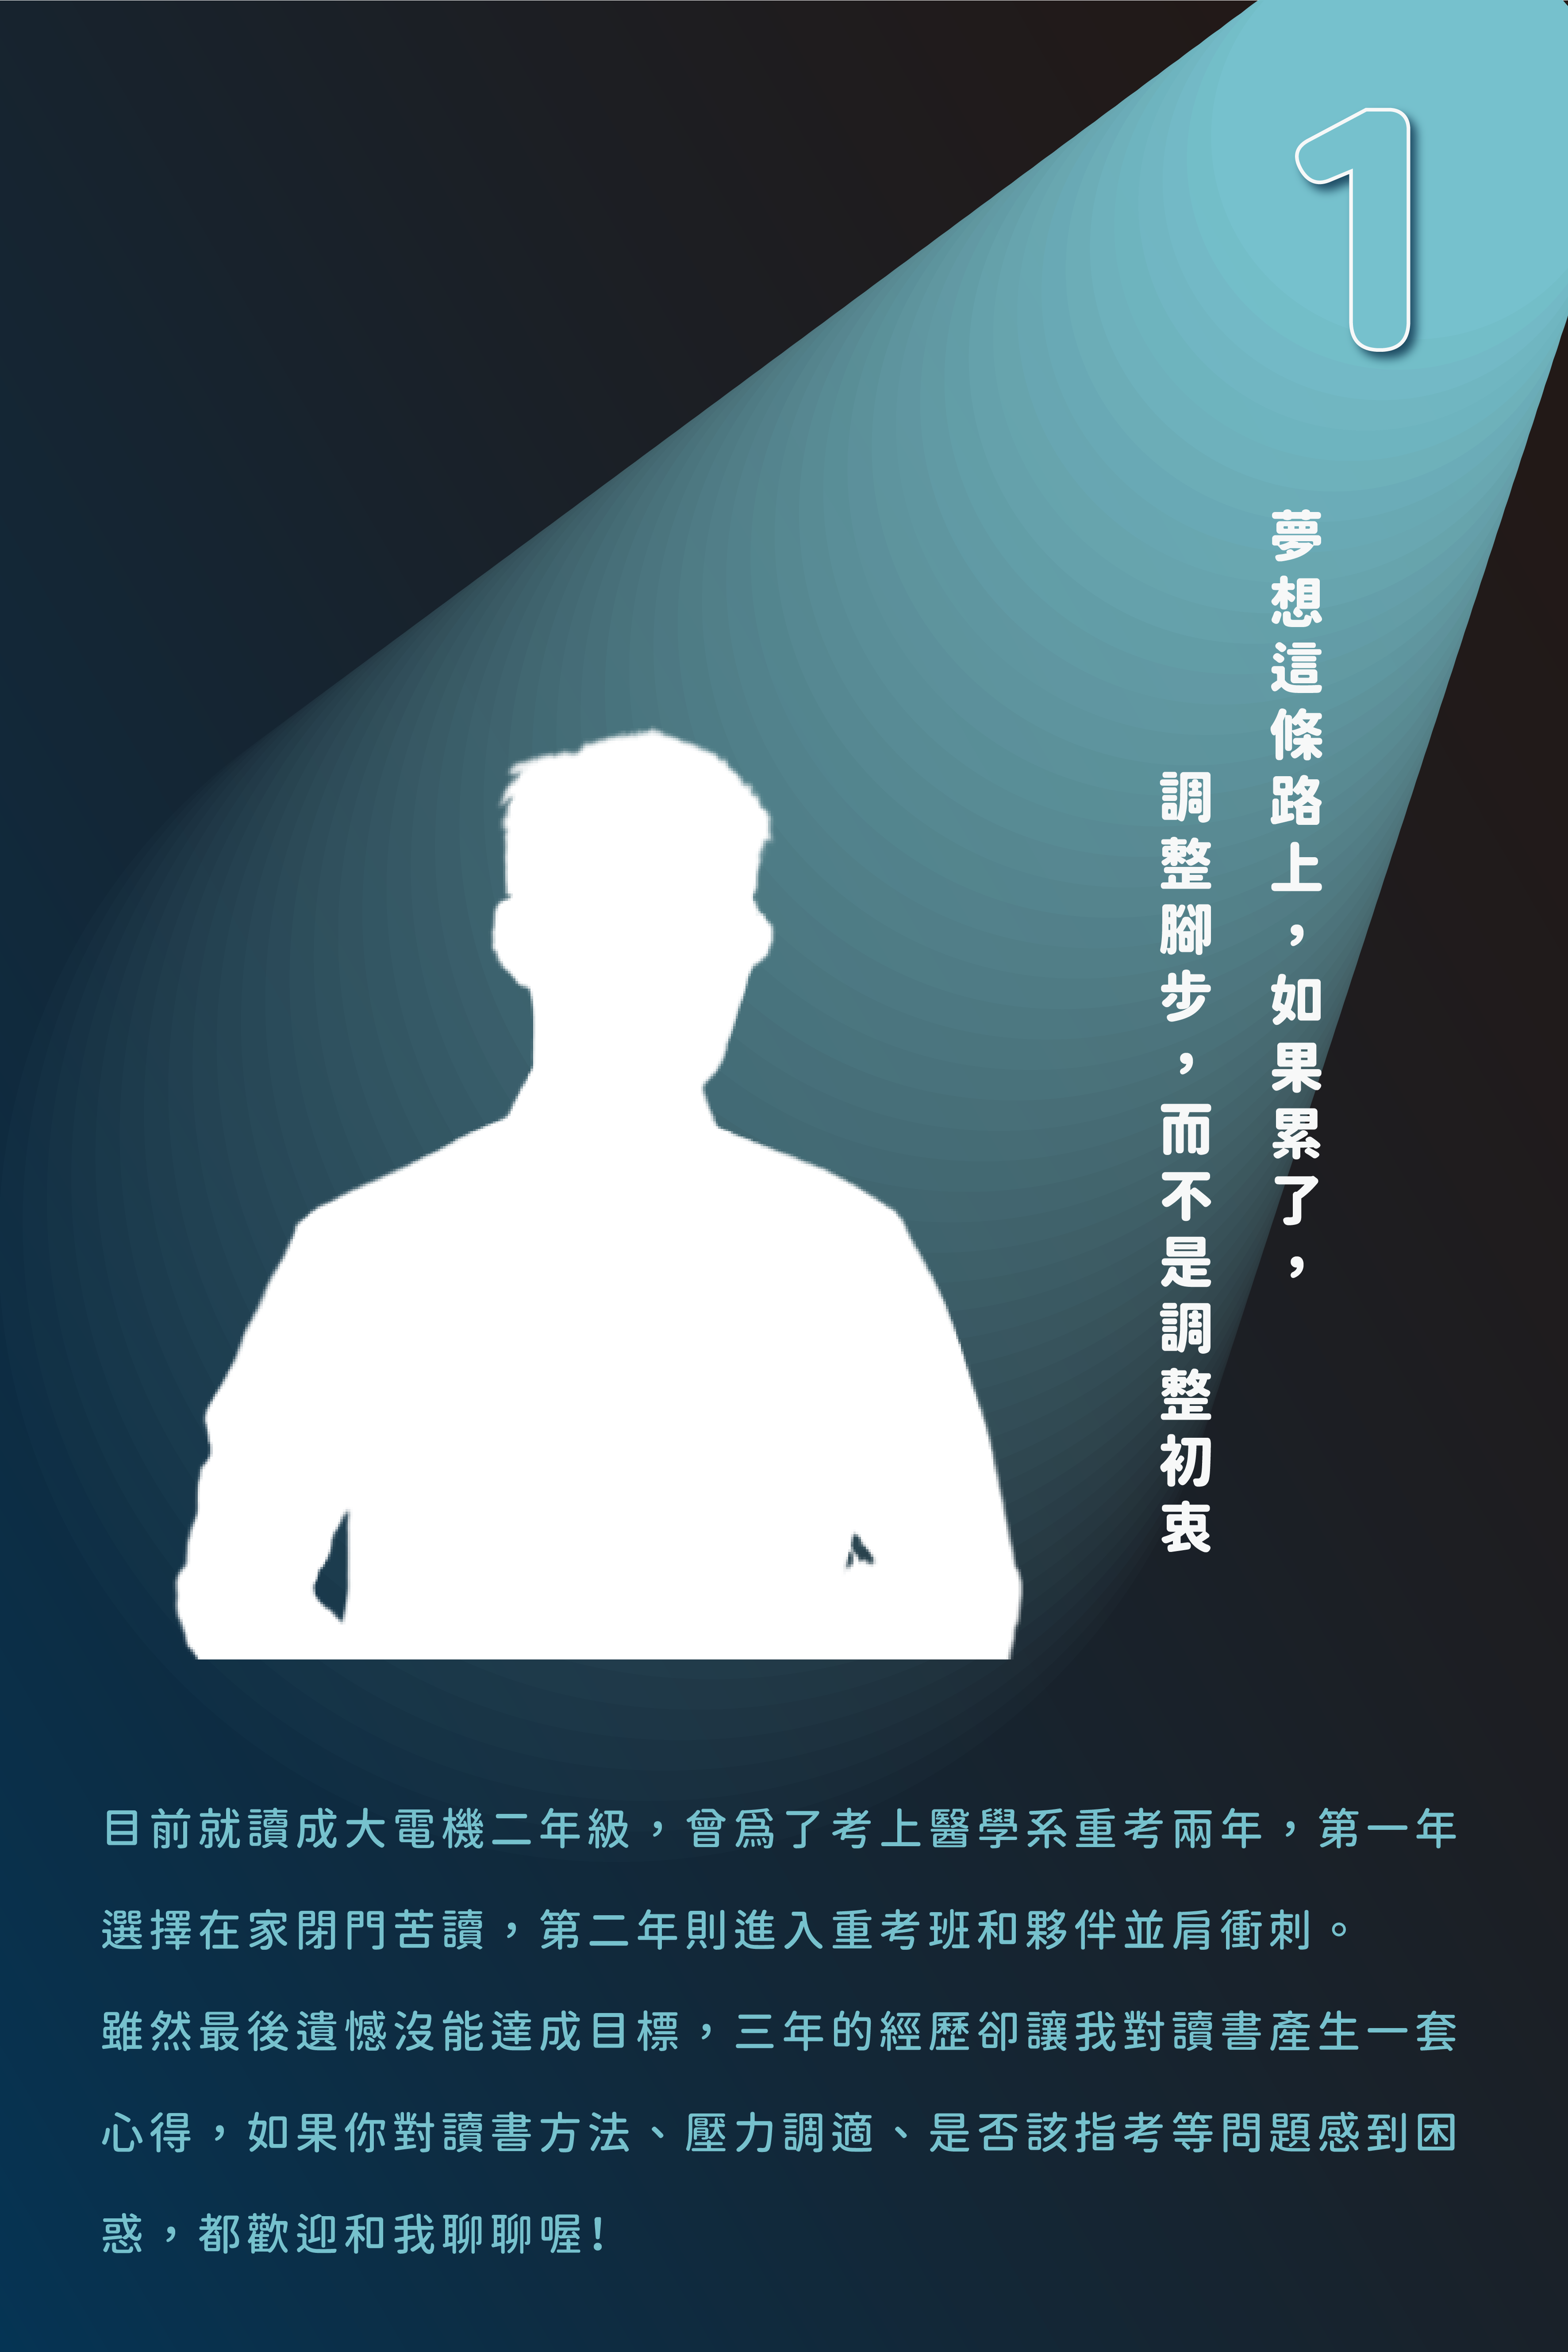 1
夢想這條路上，如果累了，
調整腳步，而不是調整初衷
目前就讀成大電機二年級，曾為了考上醫學系重考兩年，第一年
選擇在家閉門苦讀，第二年則進入重考班和夥伴並肩衝刺。
雖然最後遺憾沒能達成目標，三年的經歷卻讓我對讀書產生一套
心得，如果你對讀書方法、壓力調適、是否該指考等問題感到困
惑，都歡迎和我聊聊喔！